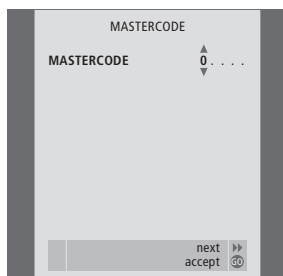 MASTERCODE
MASTERCODE 0 . . . .
next
accept GO